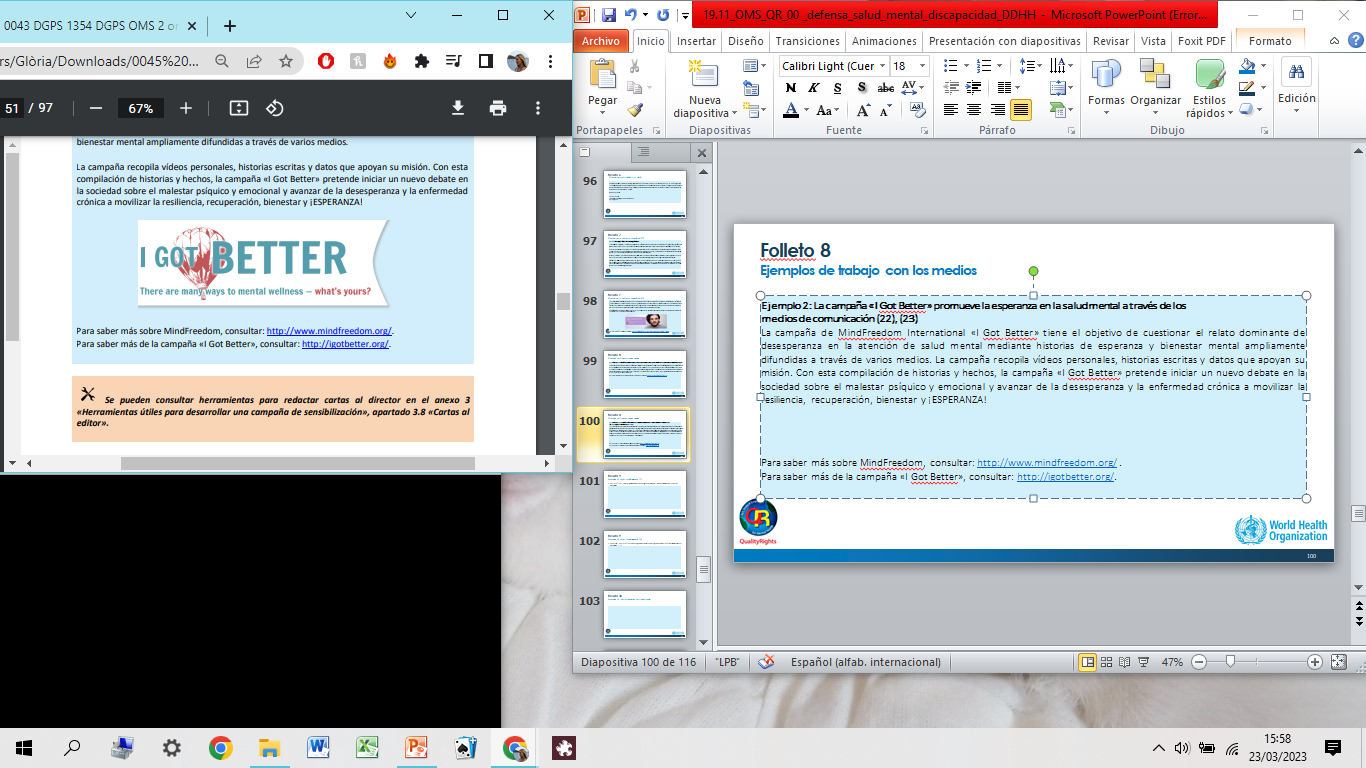 0043 DGPS 1354 DGPS OMS 2 or
rs/Glòria/Downloads/0045%20...
51 / 97
67%
bienestar mental ampliamente difundidas a través de varios medios.
La campaña recopila vídeos personales, historias escritas y datos que apoyan su misión. Con esta
compilación de historias y hechos, la campaña «I Got Better» pretende iniciar un nuevo debate en
la sociedad sobre el malestar psíquico y emocional y avanzar de la desesperanza y la enfermedad
crónica a movilizar la resiliencia, recuperación, bienestar y ¡ESPERANZA!
I GOT BETTER
There are many ways to mental wellness — what's yours?
Para saber más sobre MindFreedom, consultar: http://www.mindfreedom.org/.
Para saber más de la campaña «I Got Better», consultar: http://igotbetter.org/.
Se pueden consultar herramientas para redactar cartas al director en el anexo 3
«Herramientas útiles para desarrollar una campaña de sensibilización», apartado 3.8 «Cartas al
editor».
19.11_OMS_QR_00 _defensa_salud_mental_discapacidad_DDHH - Microsoft PowerPoint (Error...
Archivo Inicio Insertar Diseño Transiciones Animaciones Presentación con diapositivas Revisar Vista Foxit PDF Formato
Calibri Light (Cuer 18
Pegar
Nueva
diapositiva
N K S S abc AV
A Aa A A
Formas Organizar Estilos
rápidos
Edición
Portapapeles Diapositivas Fuente Párrafo Dibujo
96
97
98
99
100
101
102
103
Folleto 8
Ejemplos de trabajo con los medios
Ejemplo 2: La campaña «I Got Better» promueve la esperanza en la salud mental a través de los
medios de comunicación (22), (23)
La campaña de MindFreedom International «I Got Better» tiene el objetivo de cuestionar el relato dominante de
desesperanza en la atención de salud mental mediante historias de esperanza y bienestar mental ampliamente
difundidas a través de varios medios. La campaña recopila vídeos personales, historias escritas y datos que apoyan su
misión. Con esta compilación de historias y hechos, la campaña «I Got Better» pretende iniciar un nuevo debate en la
sociedad sobre el malestar psíquico y emocional y avanzar de la desesperanza y la enfermedad crónica a movilizar la
resiliencia, recuperación, bienestar y ¡ESPERANZA!
Para saber más sobre MindFreedom, consultar: http://www.mindfreedom.org/ .
Para saber más de la campaña «I Got Better», consultar: http://igotbetter.org/.
QR
QualityRights
World Health
Organization
100
Diapositiva 100 de 116 "LPB" Español (alfab. internacional) 47%
15:58
23/03/2023